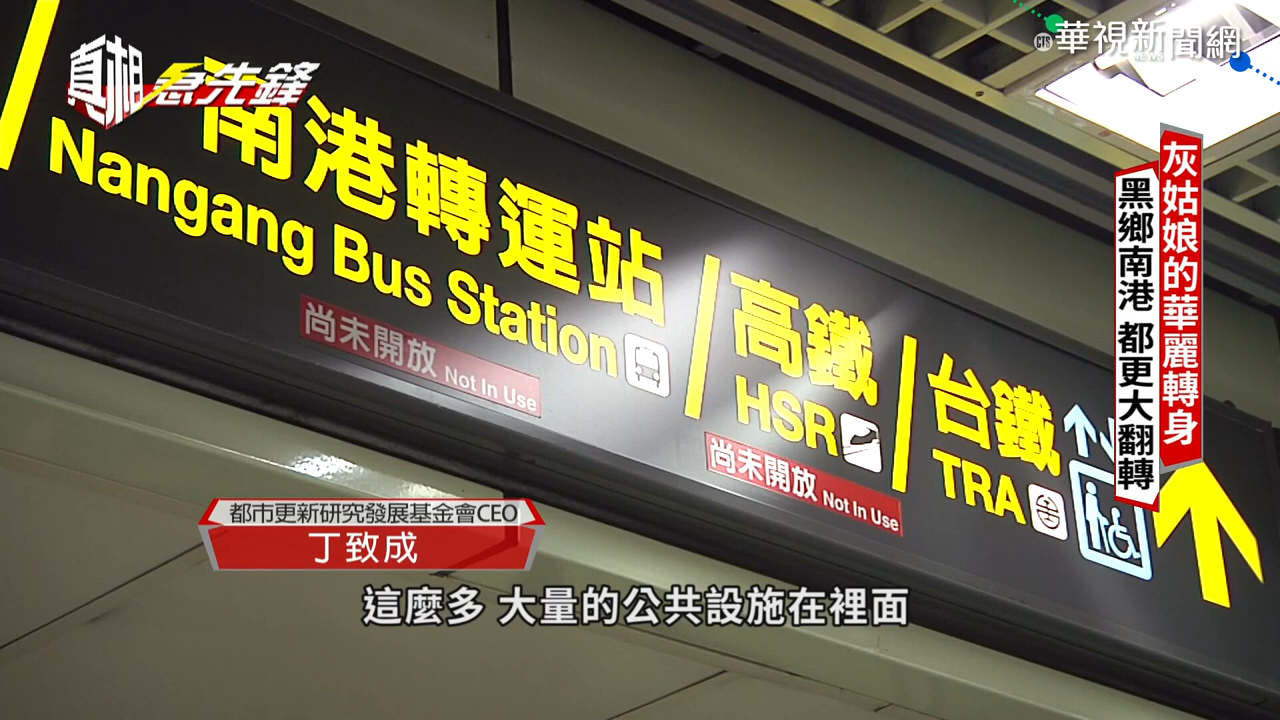 真相急先鋒
華視新聞網
CTS
NEWS
南港轉運站
Nangang Bus Station
尚未開放 Not In Use
高鐵
HSR
尚未開放 Not In Use
台鐵
TRA
灰姑娘的華麗轉身
黑鄉南港 都更大翻轉
都市更新研究發展基金會CEO
丁致成
這麼多 大量的公共設施在裡面